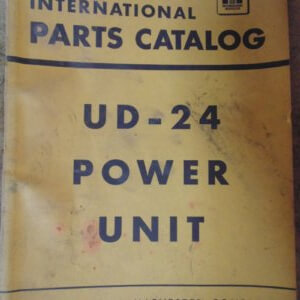 INTERNATIONAL
PARTS CATALOG
UD-24
POWER
UNIT